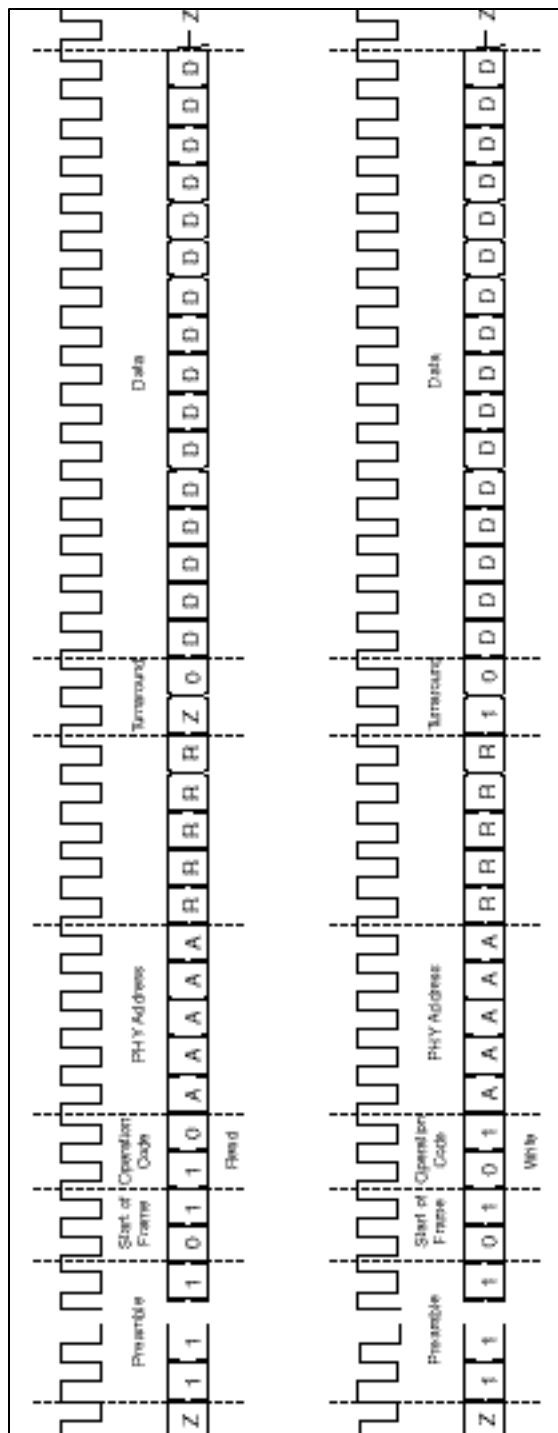 Preamble Start of Frame Operation Code PHY Address Turnaround Data
Z 1 1 1 0 1 1 0 A A A A A R R R R R Z 0 D D D D D D D D D D D D D D D D Z
Read
Preamble Start of Frame Operation Code PHY Address Turnaround Data
Z 1 1 1 0 1 0 1 A A A A A R R R R R 1 0 D D D D D D D D D D D D D D D D Z
Write